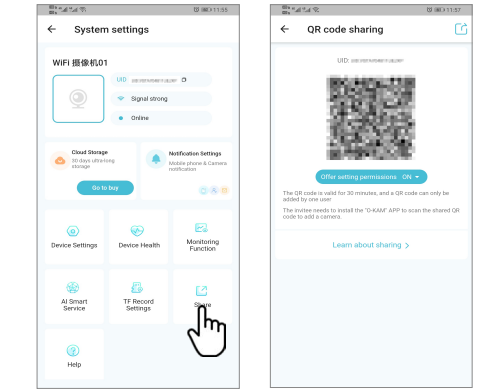 11:55
System settings
WiFi 摄像机01
UID
Signal strong
Online
Cloud Storage
30 days ultra-long
storage
Go to
buy
Notification Settings
Mobile phone & Camera
notification
Device Settings
Device Health
Monitoring
Function
AI Smart
Service
TF Record
Settings
Share
Help
11:57
QR code sharing
UID:
Offer setting permissions: ON
The QR code is valid for 30 minutes, and a QR code can only be
added by one user
The invitee needs to install the "O-KAM" APP to scan the shared QR
code to add a camera.
Learn about sharing >